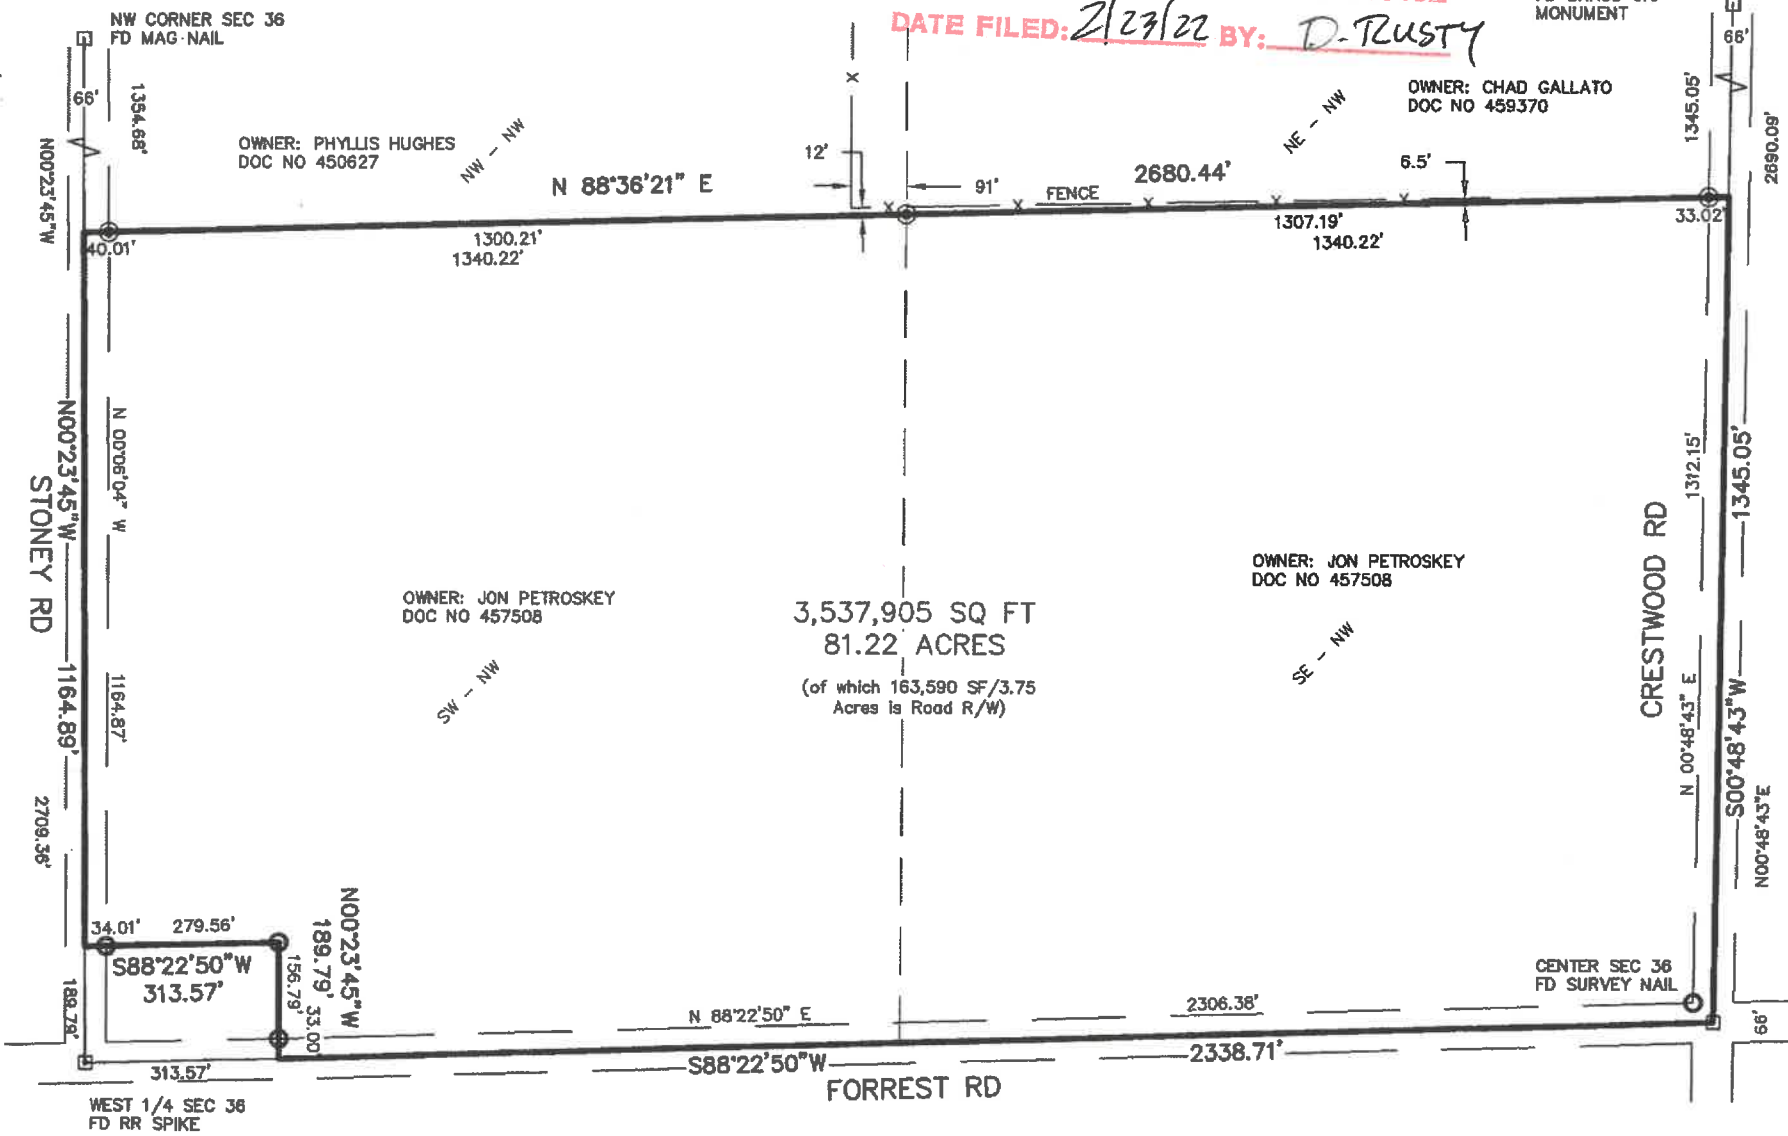 NW CORNER SEC 36
FD MAG NAIL
DATE FILED: 2/23/22 BY: D. RUSTY
MONUMENT
66'
66'
1354.68'
N00°23'45"W
OWNER: PHYLLIS HUGHES
DOC NO 450627
NW - NW
12'
91'
FENCE
NE - NW
OWNER: CHAD GALLATO
DOC NO 459370
6.5'
1345.05'
2690.09'
N 88°36'21" E
2680.44'
40.01'
1300.21'
1340.22'
1307.19'
1340.22'
33.02'
N00°23'45"W
1164.89'
STONEY RD
N 00°06'04" W
1164.87'
2709.36'
OWNER: JON PETROSKEY
DOC NO 457508
SW - NW
3,537,905 SQ FT
81.22 ACRES
(of which 163,590 SF/3.75
Acres is Road R/W)
OWNER: JON PETROSKEY
DOC NO 457508
SE - NW
CRESTWOOD RD
1312.15'
N 00°48'43" E
1345.05'
S00°48'43"W
N00°48'43"E
34.01'
279.56'
S88°22'50"W
313.57'
N00°23'45"W
189.79'
156.79'
33.00'
189.79'
313.57'
N 88°22'50" E
2306.38'
CENTER SEC 36
FD SURVEY NAIL
66'
S88°22'50"W
2338.71'
FORREST RD
WEST 1/4 SEC 36
FD RR SPIKE